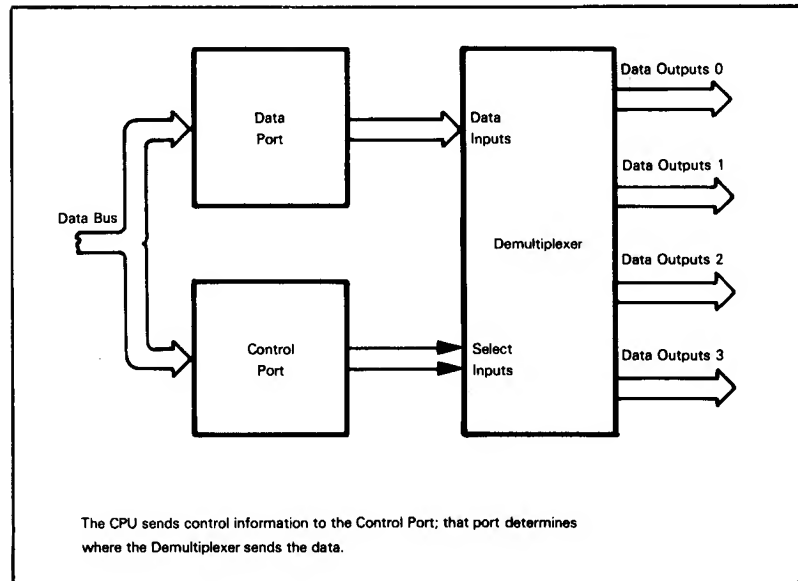 Data Outputs 0
Data
Port
Data
Inputs
Data Outputs 1
Data Bus
Demultiplexer
Data Outputs 2
Control
Port
Select
Inputs
Data Outputs 3
The CPU sends control information to the Control Port; that port determines
where the Demultiplexer sends the data.